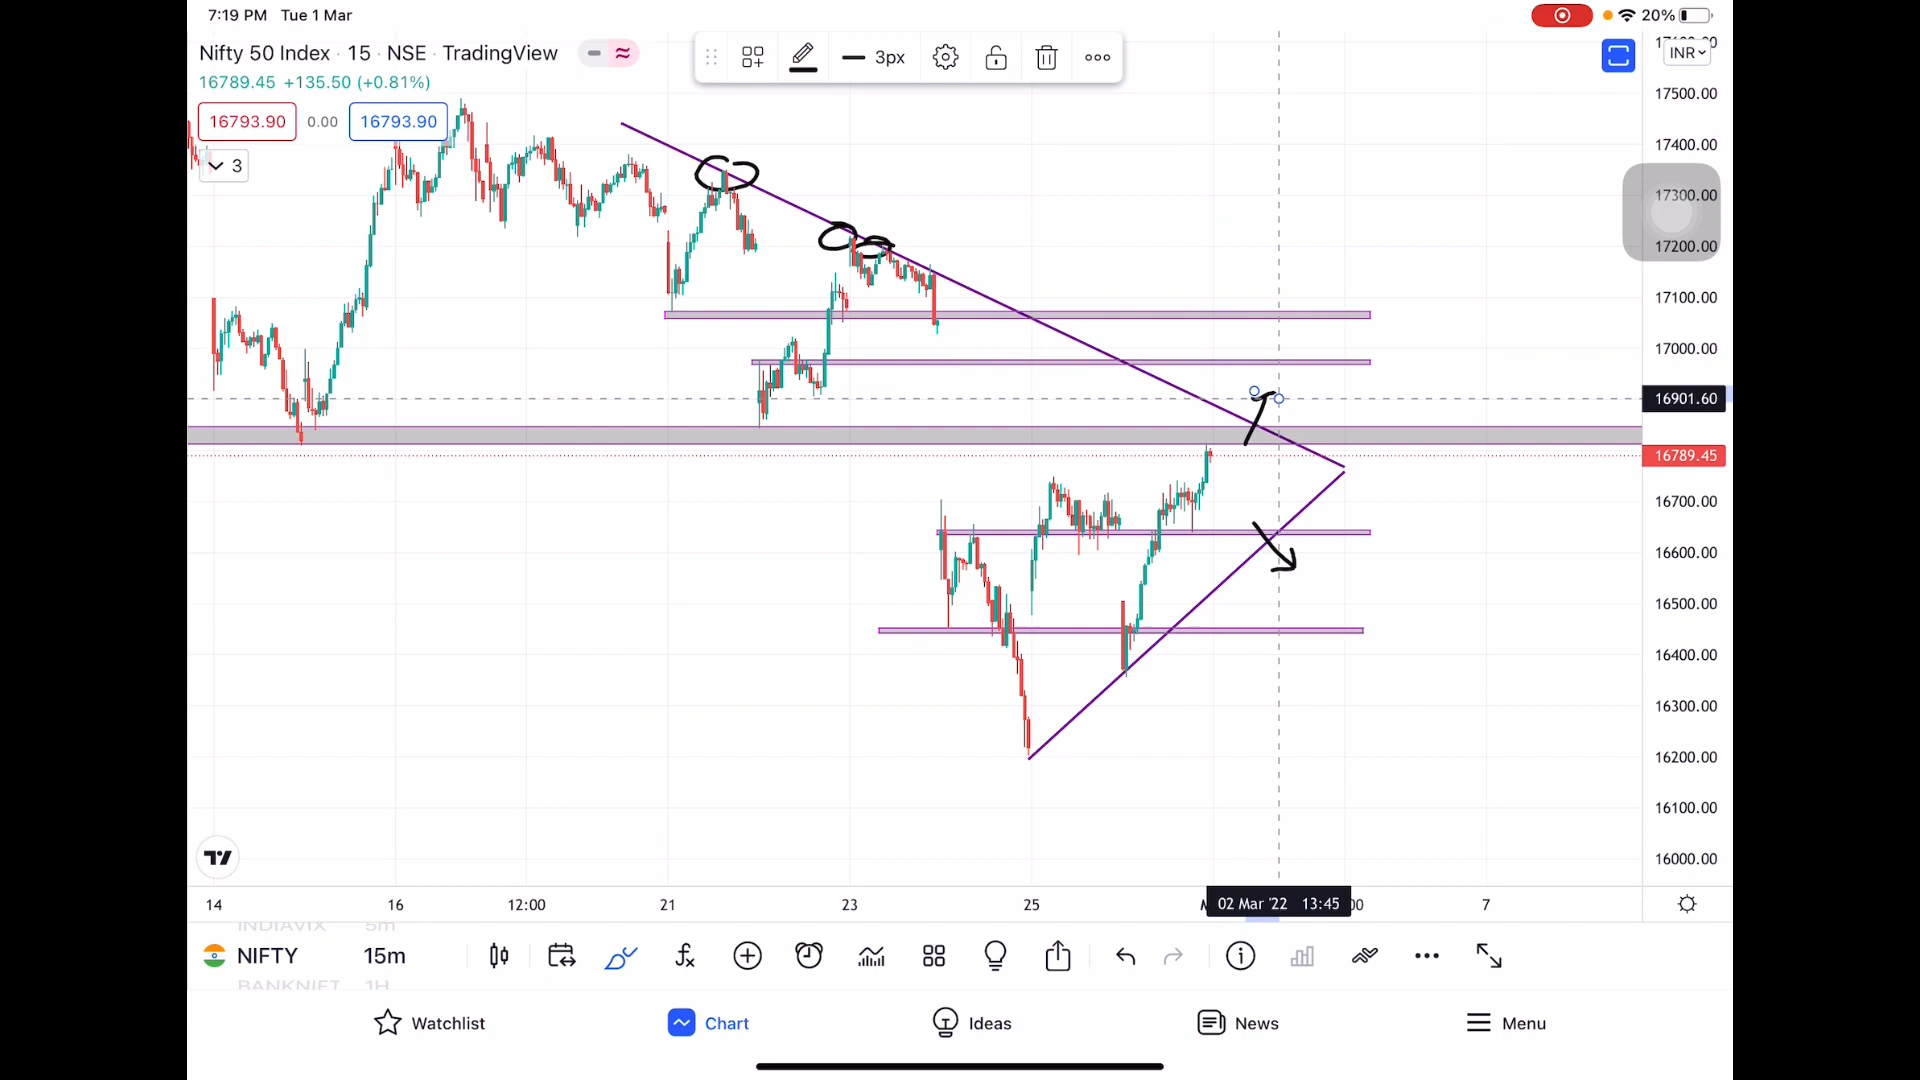 7:19 PM Tue 1 Mar
20%
Nifty 50 Index · 15 · NSE · TradingView
3px
INR
16789.45 +135.50 (+0.81%)
16793.90 0.00 16793.90
3
17500.00
17400.00
17300.00
17200.00
17100.00
17000.00
16901.60
16789.45
16700.00
16600.00
16500.00
16400.00
16300.00
16200.00
16100.00
16000.00
14 16 12:00 21 23 25 02 Mar '22 13:45 7
INDIAVIX 5m
NIFTY 15m
BANKNIFT 1H
Watchlist Chart Ideas News Menu